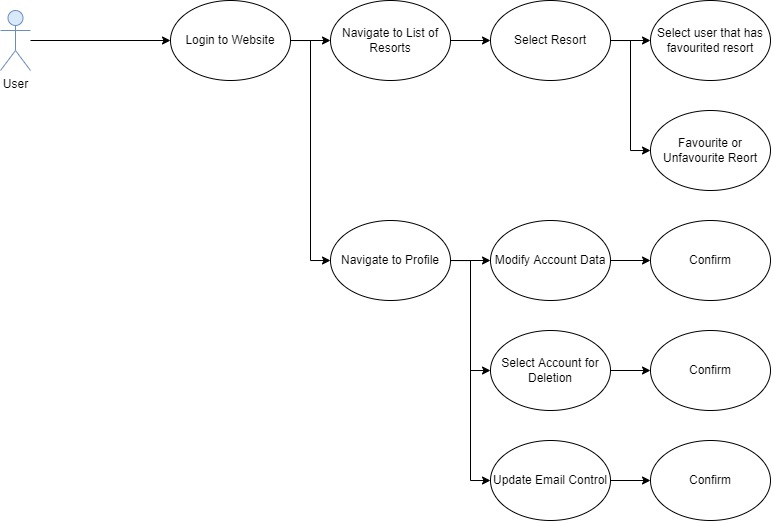 User
Login to Website
Navigate to List of
Resorts
Select Resort
Select user that has
favourited resort
Favourite or
Unfavourite Reort
Navigate to Profile
Modify Account Data
Confirm
Select Account for
Deletion
Confirm
Update Email Control
Confirm